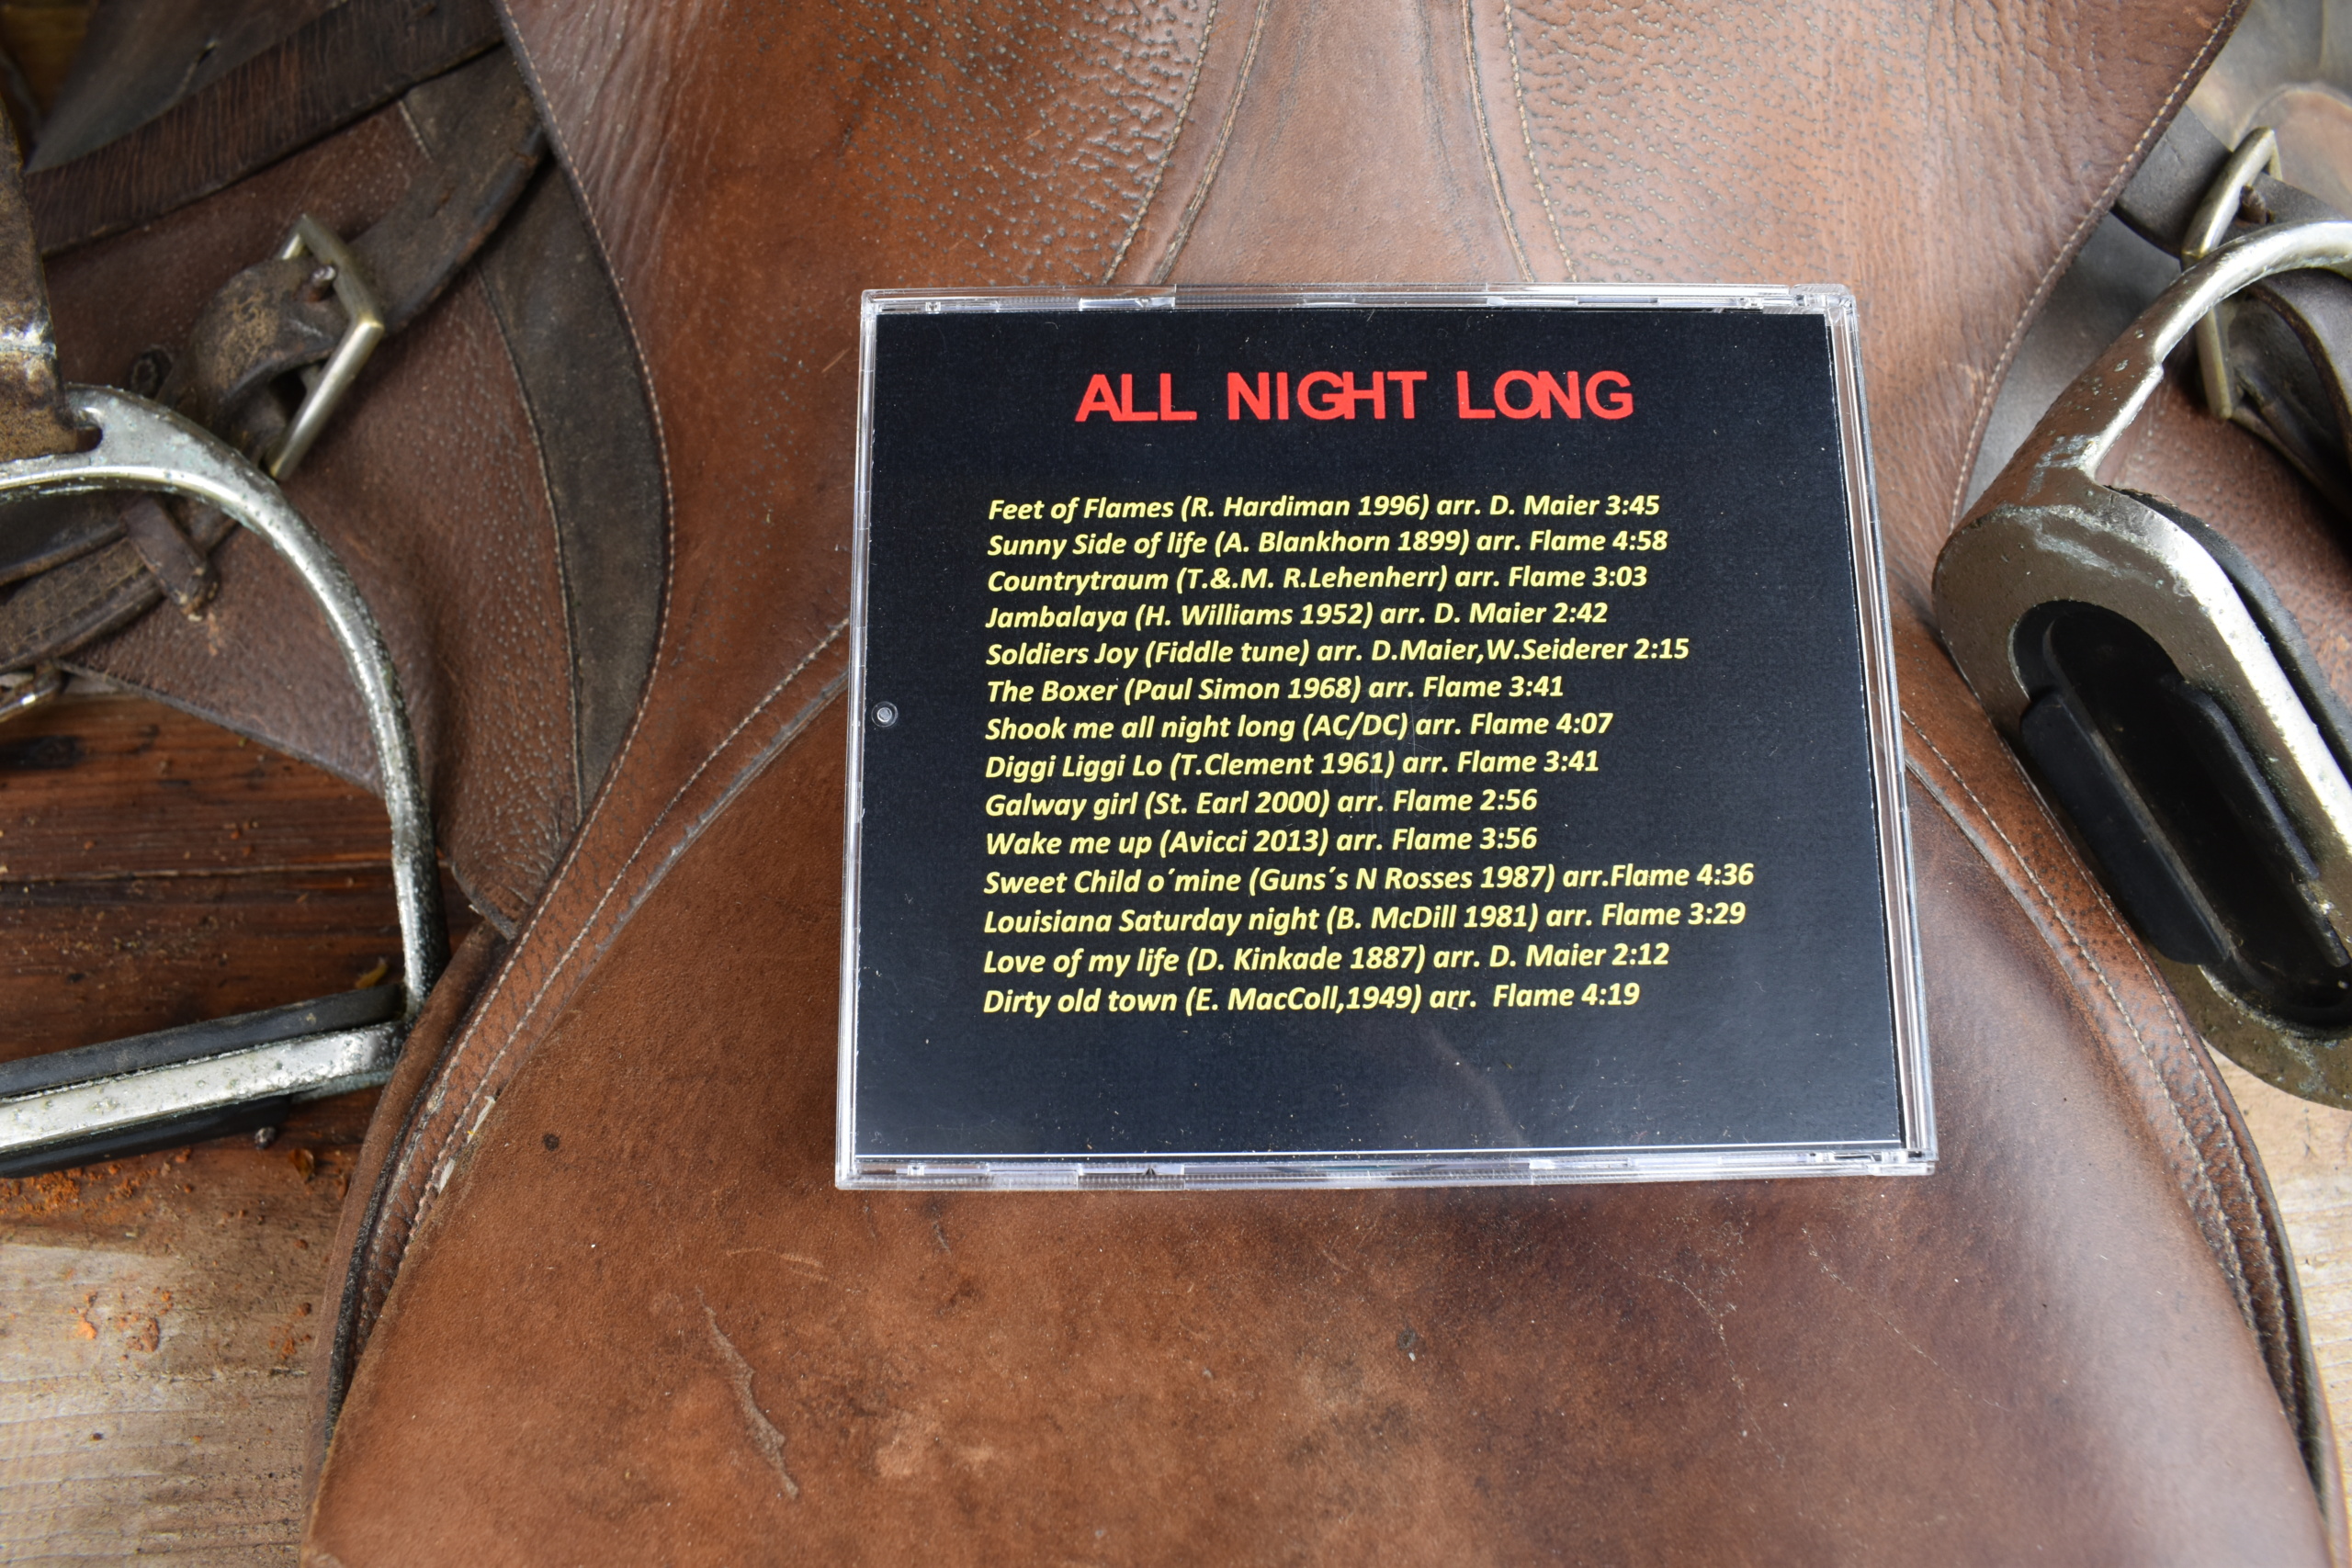 ALL NIGHT LONG
Feet of Flames (R. Hardiman 1996) arr. D. Maier 3:45
Sunny Side of life (A. Blankhorn 1899) arr. Flame 4:58
Countrytraum (T.&.M. R.Lehenherr) arr. Flame 3:03
Jambalaya (H. Williams 1952) arr. D. Maier 2:42
Soldiers Joy (Fiddle tune) arr. D.Maier,W.Seiderer 2:15
The Boxer (Paul Simon 1968) arr. Flame 3:41
Shook me all night long (AC/DC) arr. Flame 4:07
Diggi Liggi Lo (T.Clement 1961) arr. Flame 3:41
Galway girl (St. Earl 2000) arr. Flame 2:56
Wake me up (Avicci 2013) arr. Flame 3:56
Sweet Child o´mine (Guns´s N Rosses 1987) arr.Flame 4:36
Louisiana Saturday night (B. McDill 1981) arr. Flame 3:29
Love of my life (D. Kinkade 1887) arr. D. Maier 2:12
Dirty old town (E. MacColl,1949) arr.  Flame 4:19